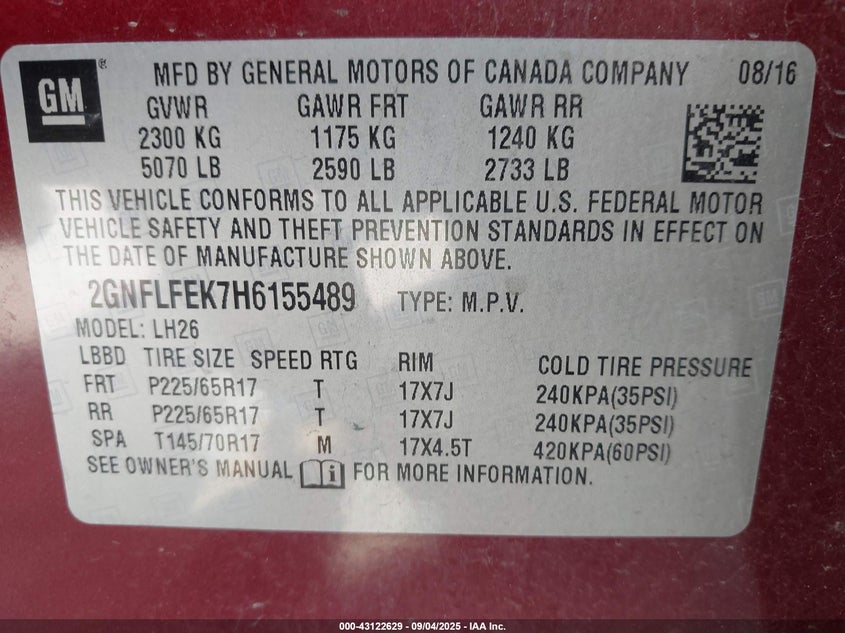 GM ® MFD BY GENERAL MOTORS OF CANADA COMPANY 08/16
GVWR GAWR FRT GAWR RR
2300 KG 1175 KG 1240 KG
5070 LB 2590 LB 2733 LB
THIS VEHICLE CONFORMS TO ALL APPLICABLE U.S. FEDERAL MOTOR
VEHICLE SAFETY AND THEFT PREVENTION STANDARDS IN EFFECT ON
THE DATE OF MANUFACTURE SHOWN ABOVE.
2GNFLFEK7H6155489 TYPE: M.P.V.
MODEL: LH26
LBBD TIRE SIZE SPEED RTG RIM COLD TIRE PRESSURE
FRT P225/65R17 T 17X7J 240KPA(35PSI)
RR P225/65R17 T 17X7J 240KPA(35PSI)
SPA T145/70R17 M 17X4.5T 420KPA(60PSI)
SEE OWNER'S MANUAL i FOR MORE INFORMATION.
000-43122629 - 09/04/2025 - IAA Inc.